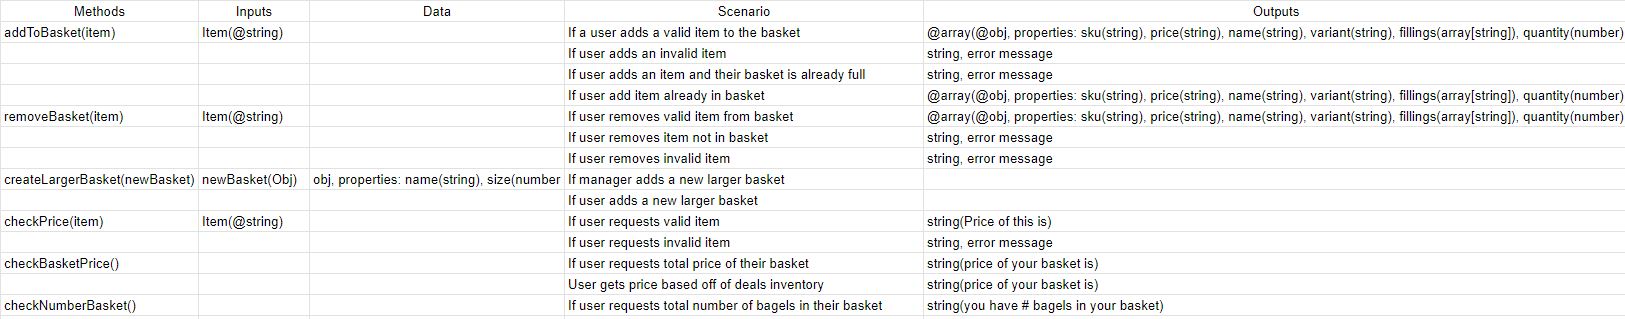 Methods Inputs Data Scenario Outputs
addToBasket(item) Item(@string) If a user adds a valid item to the basket @array(@obj, properties: sku(string), price(string), name(string), variant(string), fillings(array[string]), quantity(number)
If user adds an invalid item string, error message
If user adds an item and their basket is already full string, error message
If user add item already in basket @array(@obj, properties: sku(string), price(string), name(string), variant(string), fillings(array[string]), quantity(number)
removeBasket(item) Item(@string) If user removes valid item from basket @array(@obj, properties: sku(string), price(string), name(string), variant(string), fillings(array[string]), quantity(number)
If user removes item not in basket string, error message
If user removes invalid item string, error message
createLargerBasket(newBasket) newBasket(Obj) obj, properties: name(string), size(number If manager adds a new larger basket
If user adds a new larger basket
checkPrice(item) Item(@string) If user requests valid item string(Price of this is)
If user requests invalid item string, error message
checkBasketPrice() If user requests total price of their basket string(price of your basket is)
User gets price based off of deals inventory string(price of your basket is)
checkNumberBasket() If user requests total number of bagels in their basket string(you have # bagels in your basket)